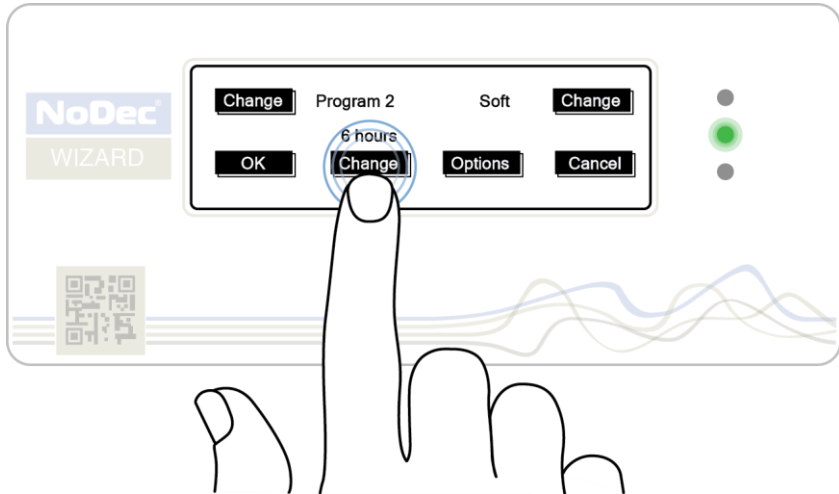 Change Program 2 Soft Change
NoDec®
6 hours
WIZARD
OK Change Options Cancel